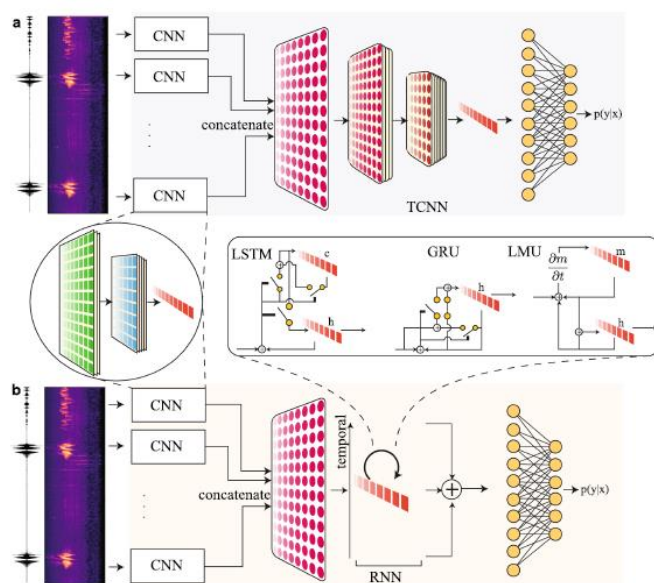 a
CNN
CNN
concatenate
CNN
p(y|x)
TCNN
LSTM
c
h
GRU
h
LMU
∂m
∂t
m
h
b
CNN
CNN
concatenate
CNN
temporal
RNN
p(y|x)